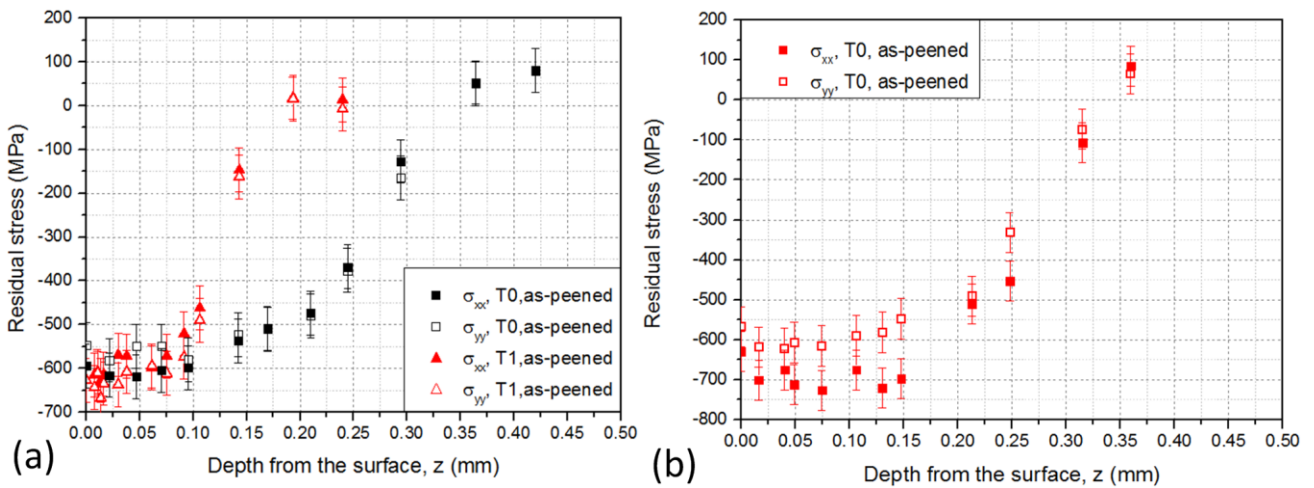 200
100
0
-100
-200
-300
-400
-500
-600
-700
Residual stress (MPa)
σxx, T0,as-peened
σyy, T0,as-peened
σxx, T1,as-peened
σyy, T1,as-peened
0.00 0.05 0.10 0.15 0.20 0.25 0.30 0.35 0.40 0.45 0.50
Depth from the surface, z (mm)
(a)
200
100
0
-100
-200
-300
-400
-500
-600
-700
-800
Residual stress (MPa)
σxx, T0, as-peened
σyy, T0, as-peened
0.00 0.05 0.10 0.15 0.20 0.25 0.30 0.35 0.40 0.45 0.50
Depth from the surface, z (mm)
(b)